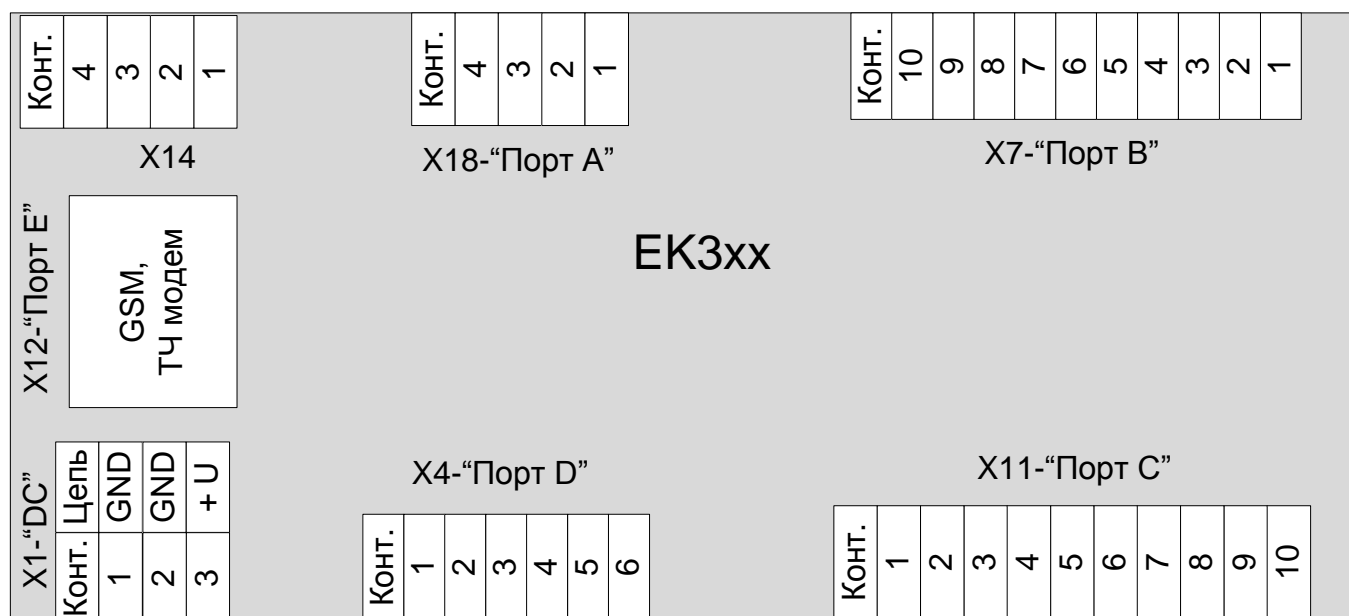 Конт. 4 3 2 1
X14
Конт. 4 3 2 1
X18-“Порт A”
Конт. 10 9 8 7 6 5 4 3 2 1
X7-“Порт B”
X12-“Порт E”
GSM,
ТЧ модем
EK3xx
X1-“DC”
Цепь GND GND + U
Конт. 1 2 3
X4-“Порт D”
Конт. 1 2 3 4 5 6
X11-“Порт C”
Конт. 1 2 3 4 5 6 7 8 9 10